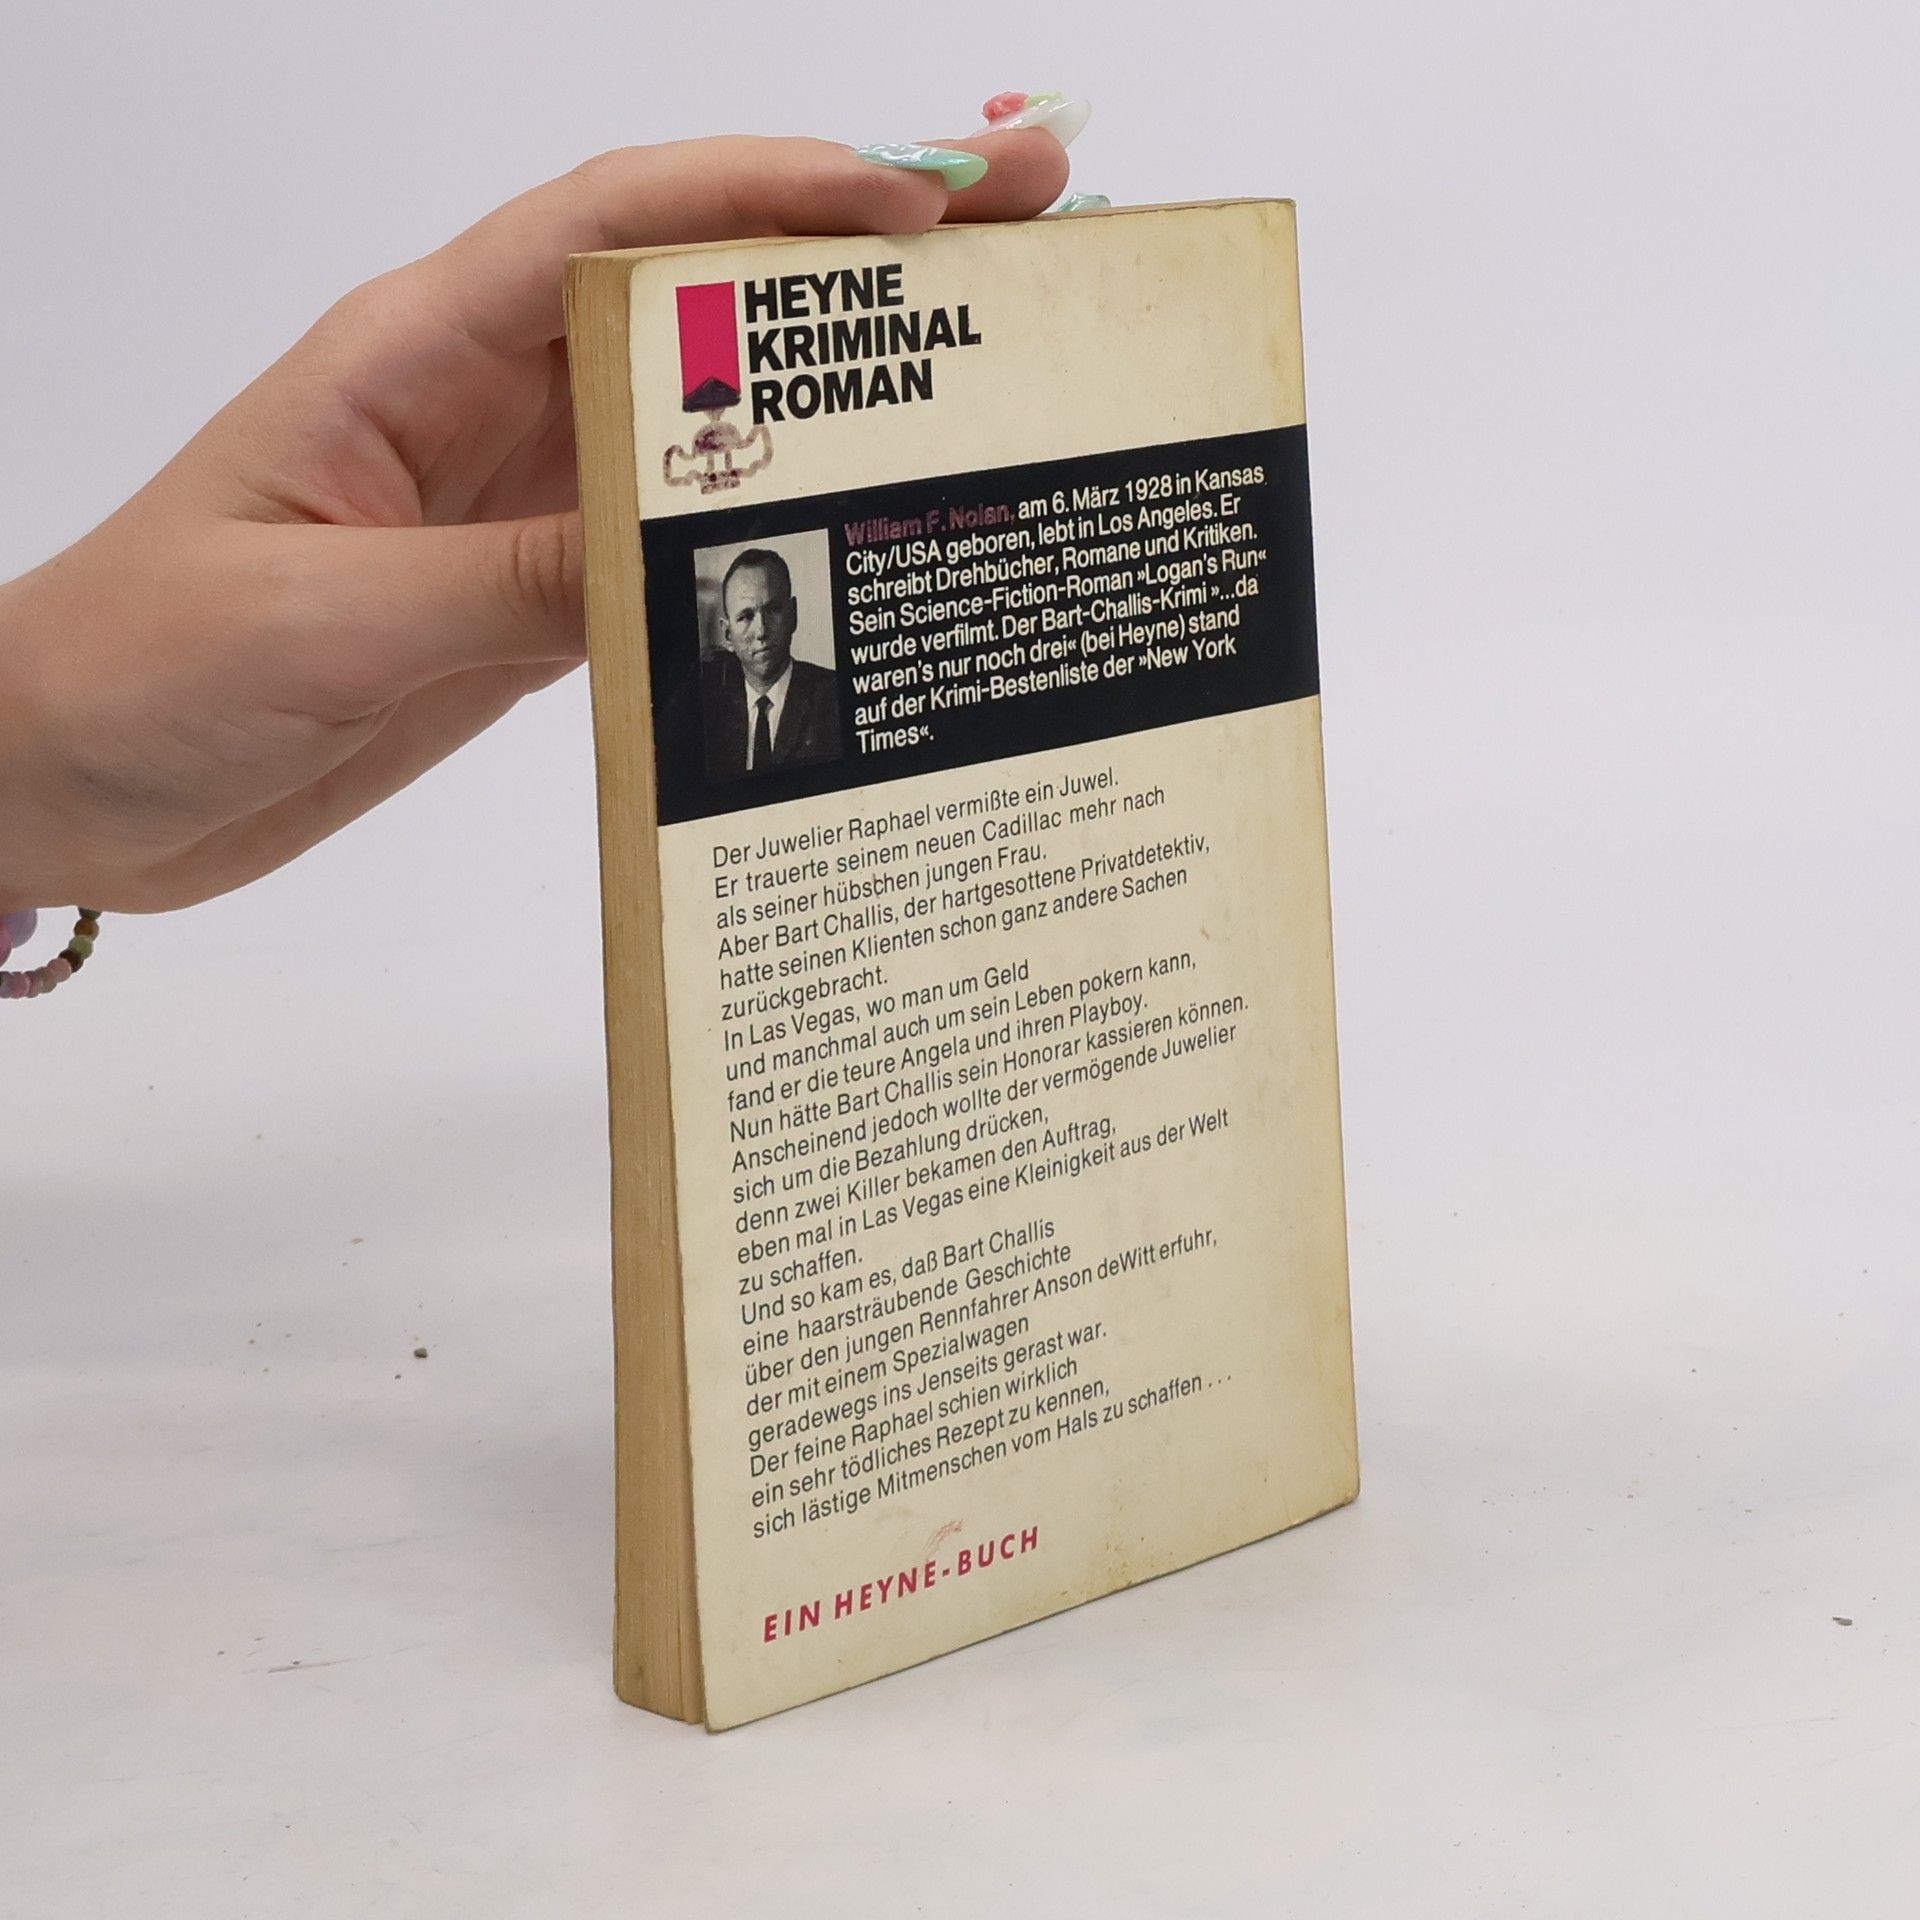 HEYNE
KRIMINAL
ROMAN
William F. Nolan, am 6. März 1928 in Kansas
City/USA geboren, lebt in Los Angeles. Er
schreibt Drehbücher, Romane und Kritiken.
Sein Science-Fiction-Roman »Logan's Run«
wurde verfilmt. Der Bart-Challis-Krimi »...da
waren's nur noch drei« (bei Heyne) stand
auf der Krimi-Bestenliste der »New York
Times«.
Der Juwelier Raphael vermißte ein Juwel.
Er trauerte seinem neuen Cadillac mehr nach
als seiner hübschen jungen Frau.
Aber Bart Challis, der hartgesottene Privatdetektiv,
hatte seinen Klienten schon ganz andere Sachen
zurückgebracht.
In Las Vegas, wo man um Geld
und manchmal auch um sein Leben pokern kann,
fand er die teure Angela und ihren Playboy.
Nun hätte Bart Challis sein Honorar kassieren können.
Anscheinend jedoch wollte der vermögende Juwelier
sich um die Bezahlung drücken,
denn zwei Killer bekamen den Auftrag,
eben mal in Las Vegas eine Kleinigkeit aus der Welt
zu schaffen.
Und so kam es, daß Bart Challis
eine haarsträubende Geschichte
über den jungen Rennfahrer Anson deWitt erfuhr,
der mit einem Spezialwagen
geradewegs ins Jenseits gerast war.
Der feine Raphael schien wirklich
ein sehr tödliches Rezept zu kennen,
sich lästige Mitmenschen vom Hals zu schaffen . . .
EIN HEYNE-BUCH